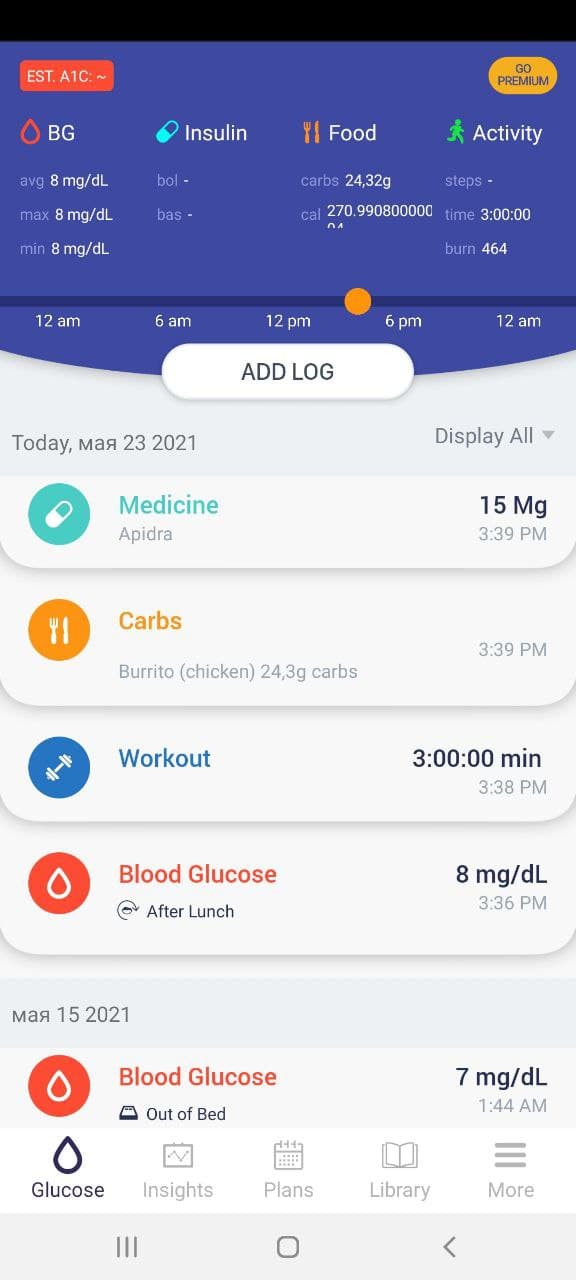 EST. A1C: ~
GO PREMIUM
BG
Insulin
Food
Activity
avg 8 mg/dL
bol -
carbs 24,32g
steps -
max 8 mg/dL
bas -
cal 270.990800000
04
time 3:00:00
min 8 mg/dL
burn 464
12 am
6 am
12 pm
6 pm
12 am
ADD LOG
Today, мая 23 2021
Display All
Medicine
15 Mg
Apidra
3:39 PM
Carbs
3:39 PM
Burrito (chicken) 24,3g carbs
Workout
3:00:00 min
3:38 PM
Blood Glucose
8 mg/dL
3:36 PM
After Lunch
мая 15 2021
Blood Glucose
7 mg/dL
1:44 AM
Out of Bed
Glucose
Insights
Plans
Library
More